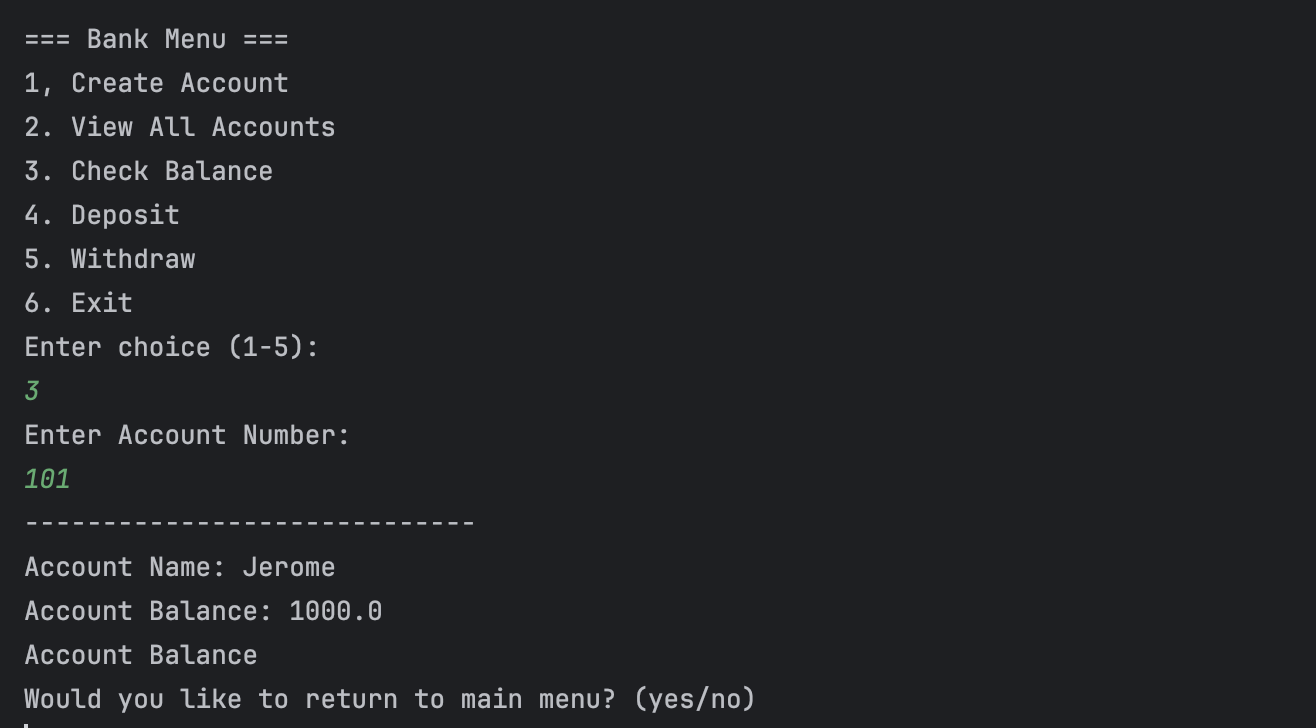 === Bank Menu ===
1, Create Account
2. View All Accounts
3. Check Balance
4. Deposit
5. Withdraw
6. Exit
Enter choice (1-5):
3
Enter Account Number:
101
-----------------------------
Account Name: Jerome
Account Balance: 1000.0
Account Balance
Would you like to return to main menu? (yes/no)